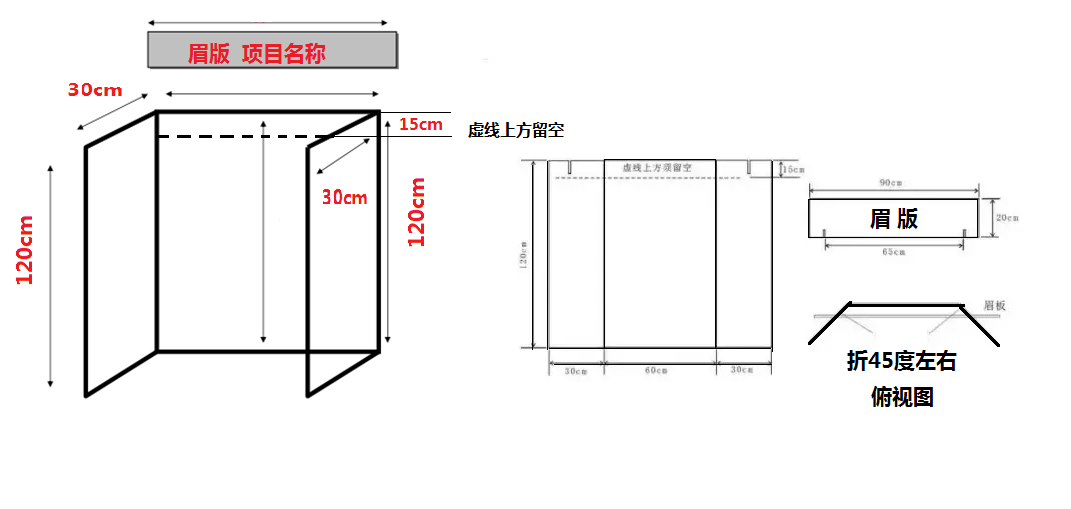 眉版 项目名称
30cm
15cm
虚线上方留空
30cm
120cm
120cm
虚线上方须留空
15cm
120cm
30cm
60cm
30cm
90cm
眉 版
20cm
65cm
眉板
折45度左右
俯视图